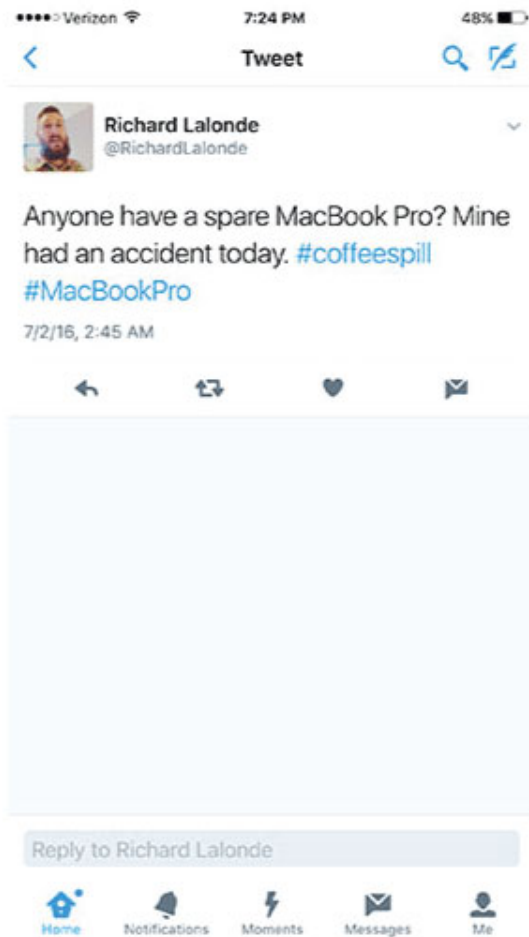 Verizon 7:24 PM 48%
Tweet
Richard Lalonde
@RichardLalonde
Anyone have a spare MacBook Pro? Mine
had an accident today. #coffeespill
#MacBookPro
7/2/16, 2:45 AM
Reply to Richard Lalonde
Home Notifications Moments Messages Me